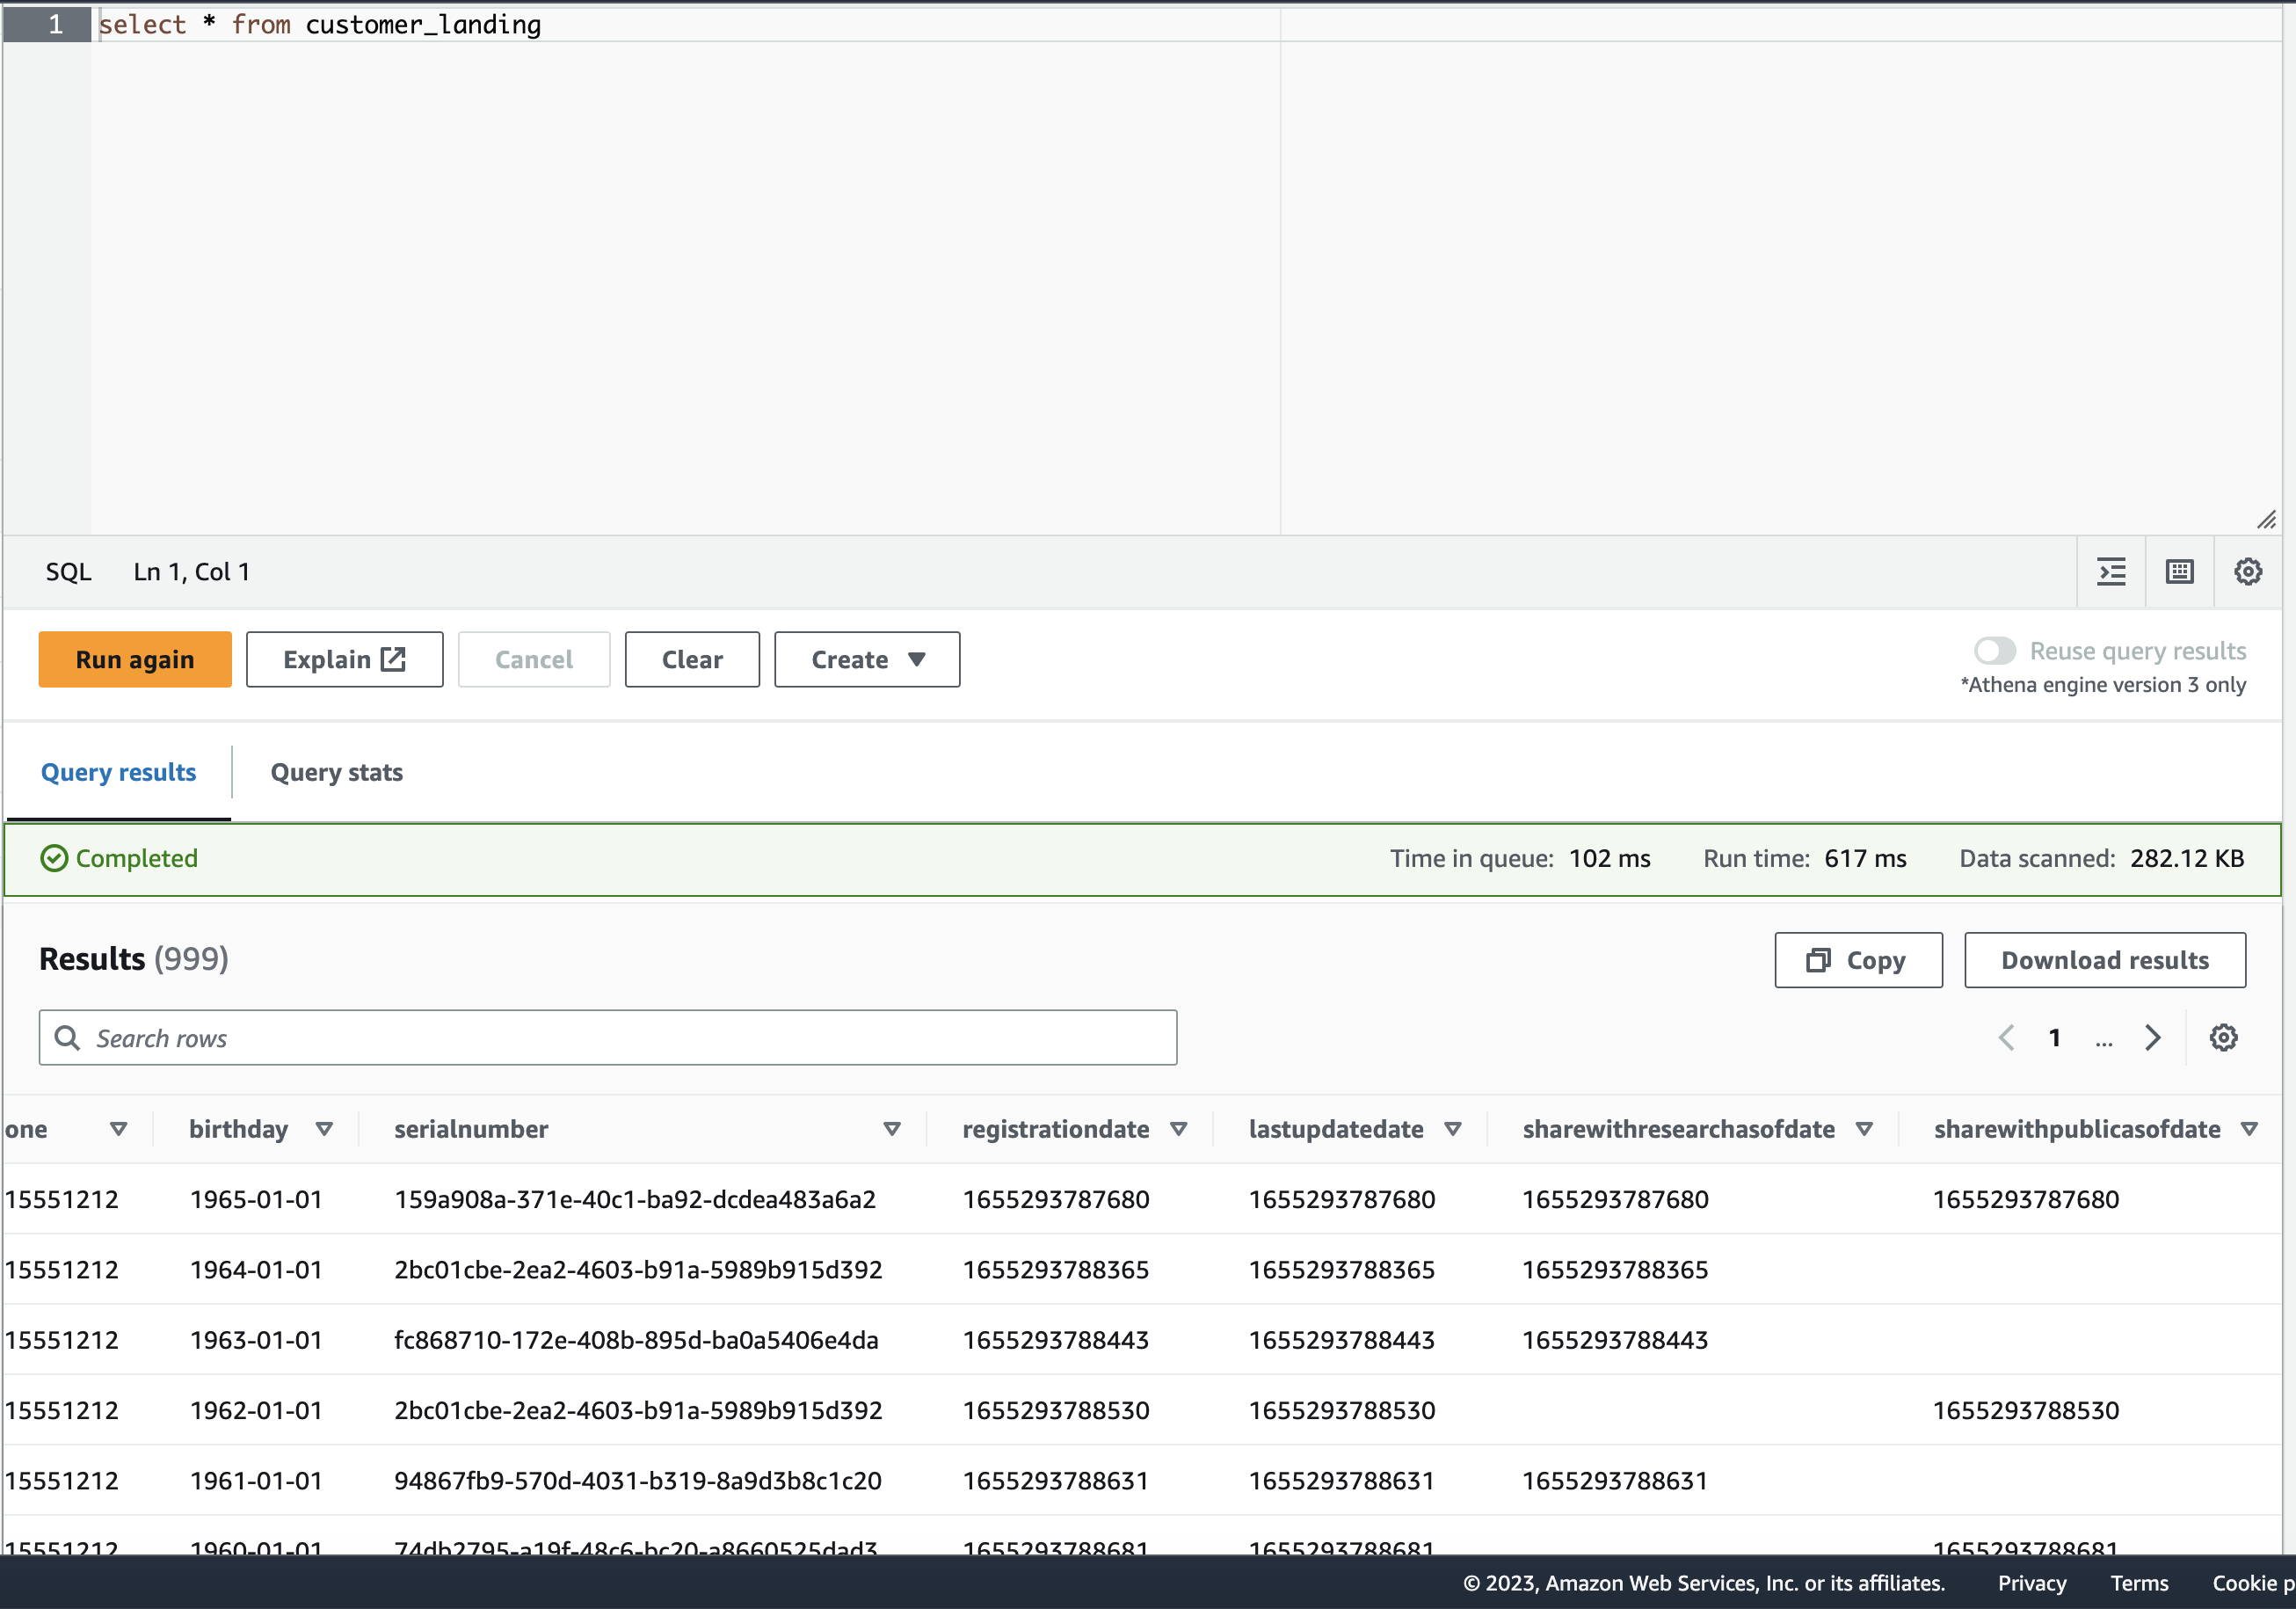 1 select * from customer_landing
SQL Ln 1, Col 1
Run again Explain Cancel Clear Create Reuse query results
*Athena engine version 3 only
Query results Query stats
Completed Time in queue: 102 ms Run time: 617 ms Data scanned: 282.12 KB
Results (999) Copy Download results
Search rows 1 ...
one birthday serialnumber registrationdate lastupdatedate sharewithresearchasofdate sharewithpublicasofdate
15551212 1965-01-01 159a908a-371e-40c1-ba92-dcdea483a6a2 1655293787680 1655293787680 1655293787680 1655293787680
15551212 1964-01-01 2bc01cbe-2ea2-4603-b91a-5989b915d392 1655293788365 1655293788365 1655293788365
15551212 1963-01-01 fc868710-172e-408b-895d-ba0a5406e4da 1655293788443 1655293788443 1655293788443
15551212 1962-01-01 2bc01cbe-2ea2-4603-b91a-5989b915d392 1655293788530 1655293788530 1655293788530
15551212 1961-01-01 94867fb9-570d-4031-b319-8a9d3b8c1c20 1655293788631 1655293788631 1655293788631
15551212 1960-01-01 74db2795-a19f-48c6-bc20-a8660525dad3 1655293788681 1655293788681 1655293788681
© 2023, Amazon Web Services, Inc. or its affiliates. Privacy Terms Cookie p